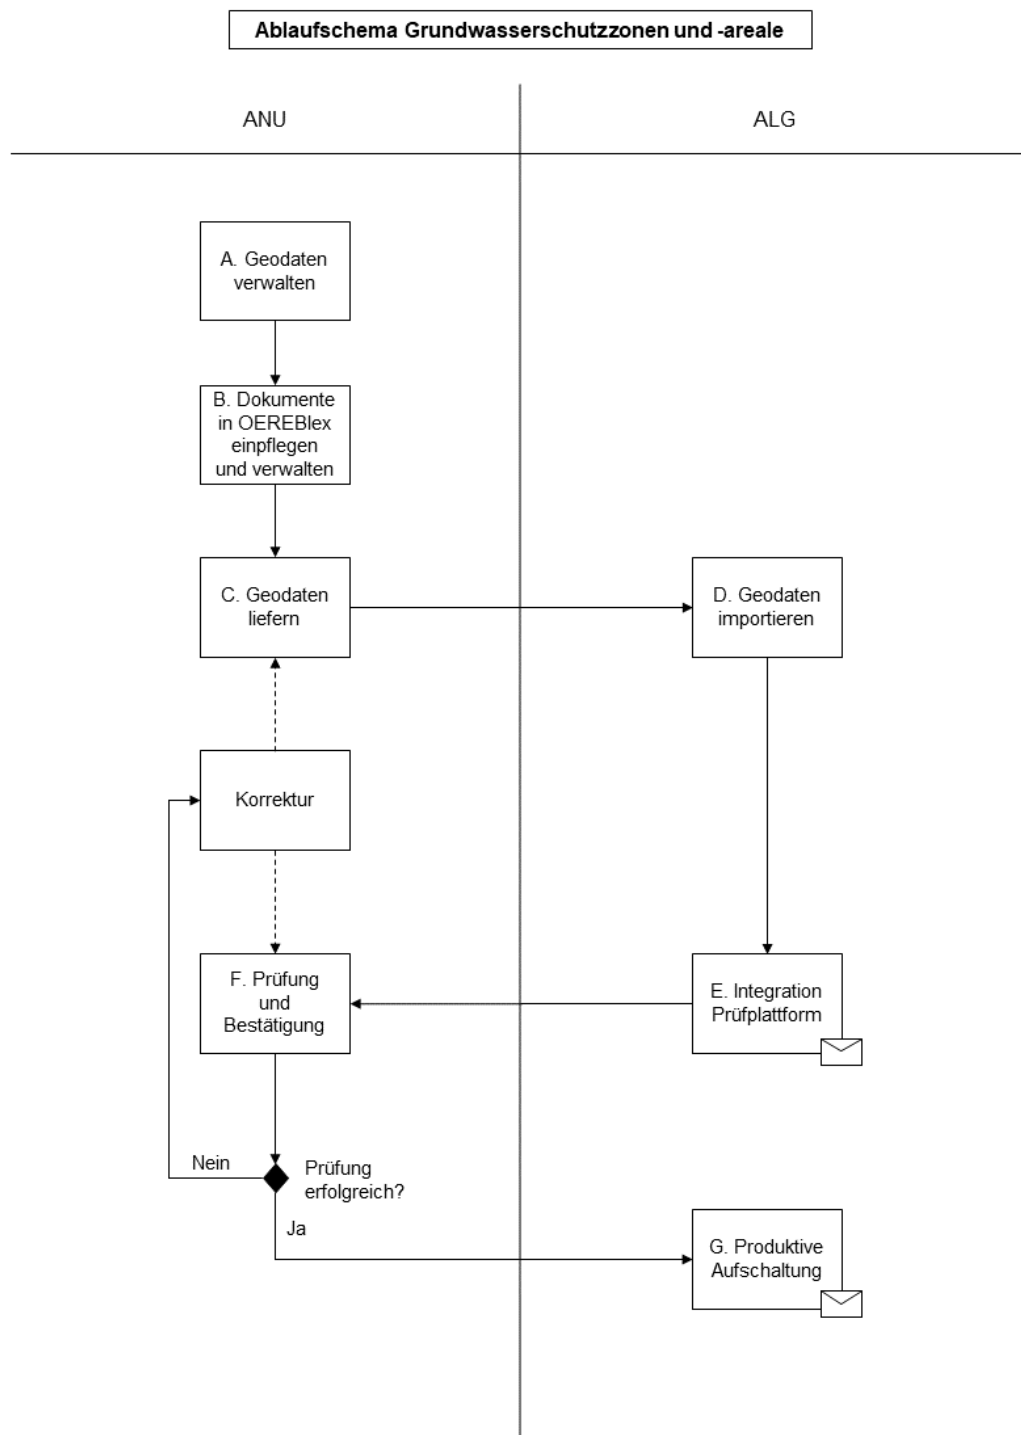 Ablaufschema Grundwasserschutzzonen und -areale
ANU
ALG
A. Geodaten
verwalten
B. Dokumente
in OEREBlex
einpflegen
und verwalten
C. Geodaten
liefern
D. Geodaten
importieren
Korrektur
F. Prüfung
und
Bestätigung
E. Integration
Prüfplattform
Nein
Prüfung
erfolgreich?
Ja
G. Produktive
Aufschaltung